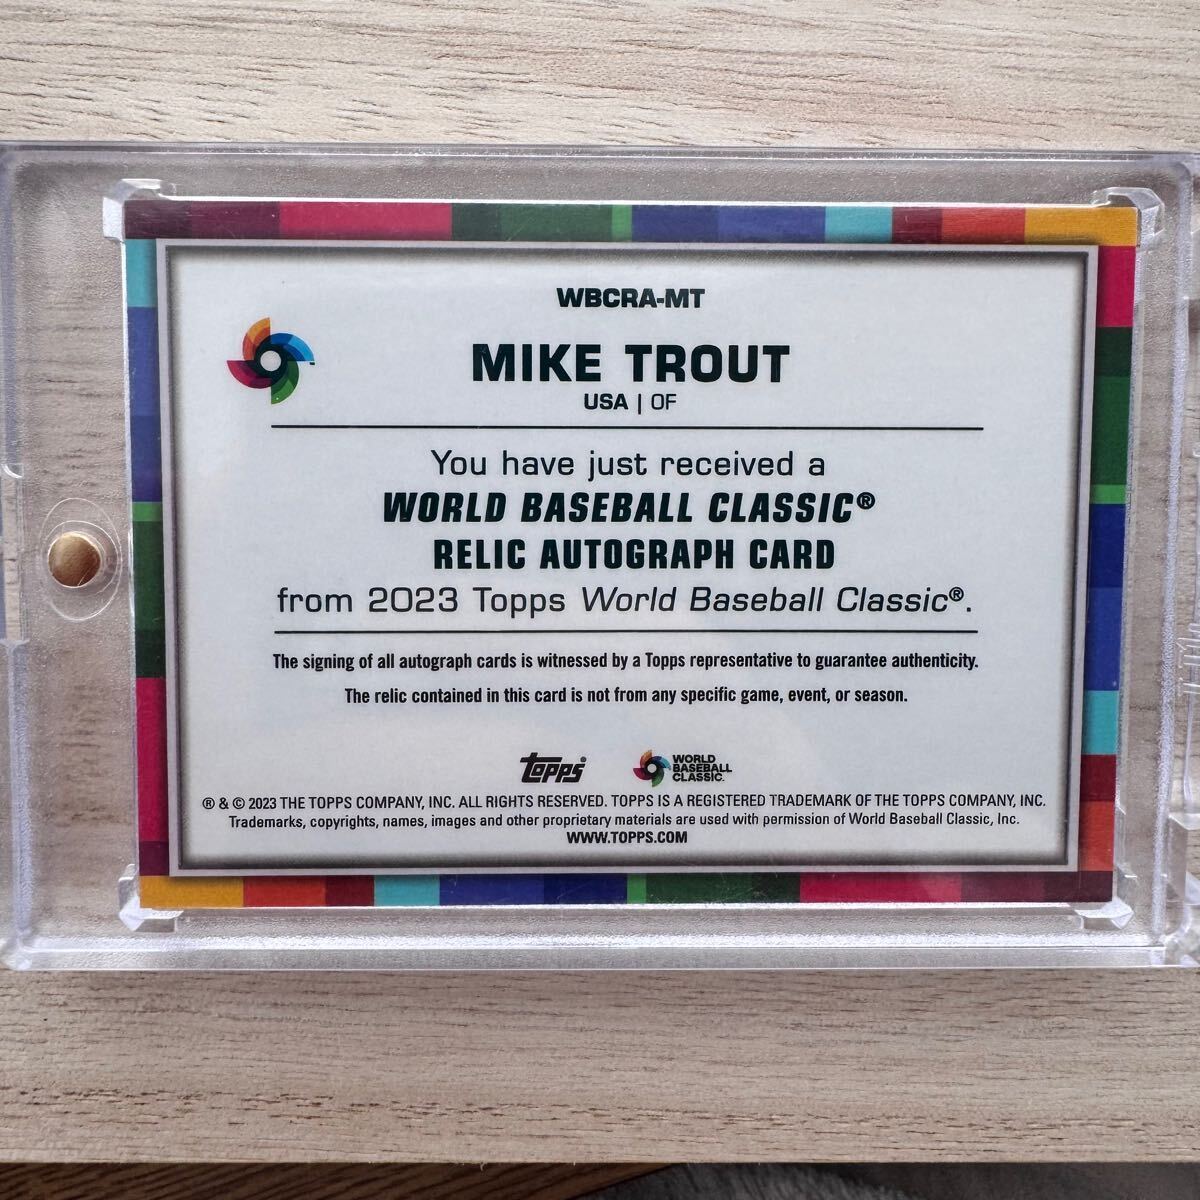 WBCRA-MT
MIKE TROUT
USA | OF
You have just received a
WORLD BASEBALL CLASSIC®
RELIC AUTOGRAPH CARD
from 2023 Topps World Baseball Classic®.
The signing of all autograph cards is witnessed by a Topps representative to guarantee authenticity.
The relic contained in this card is not from any specific game, event, or season.
Topps®
WORLD
BASEBALL
CLASSIC
® & © 2023 THE TOPPS COMPANY, INC. ALL RIGHTS RESERVED. TOPPS IS A REGISTERED TRADEMARK OF THE TOPPS COMPANY, INC.
Trademarks, copyrights, names, images and other proprietary materials are used with permission of World Baseball Classic, Inc.
WWW.TOPPS.COM